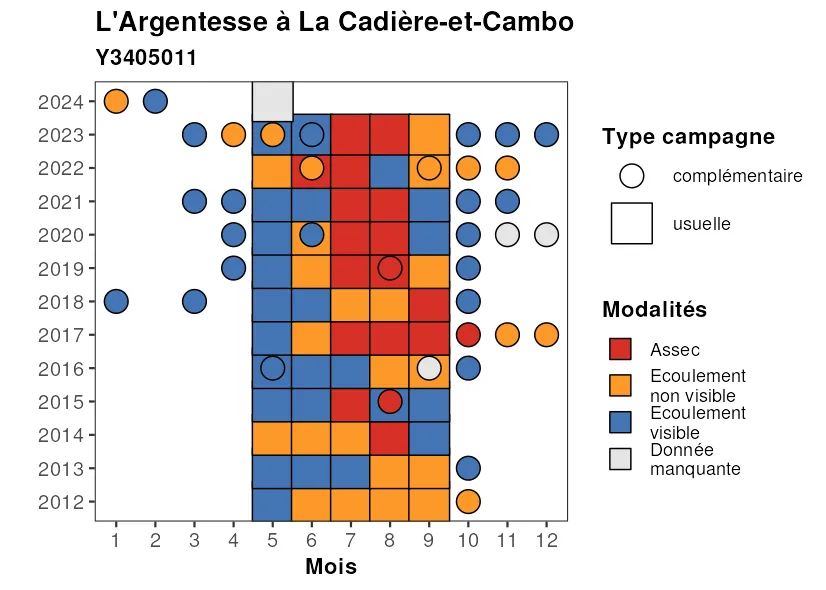 L'Argentesse à La Cadière-et-Cambo
Y3405011
2024
2023
2022
2021
2020
2019
2018
2017
2016
2015
2014
2013
2012
1 2 3 4 5 6 7 8 9 10 11 12
Mois
Type campagne
complémentaire
usuelle
Modalités
Assec
Ecoulement
non visible
Ecoulement
visible
Donnée
manquante